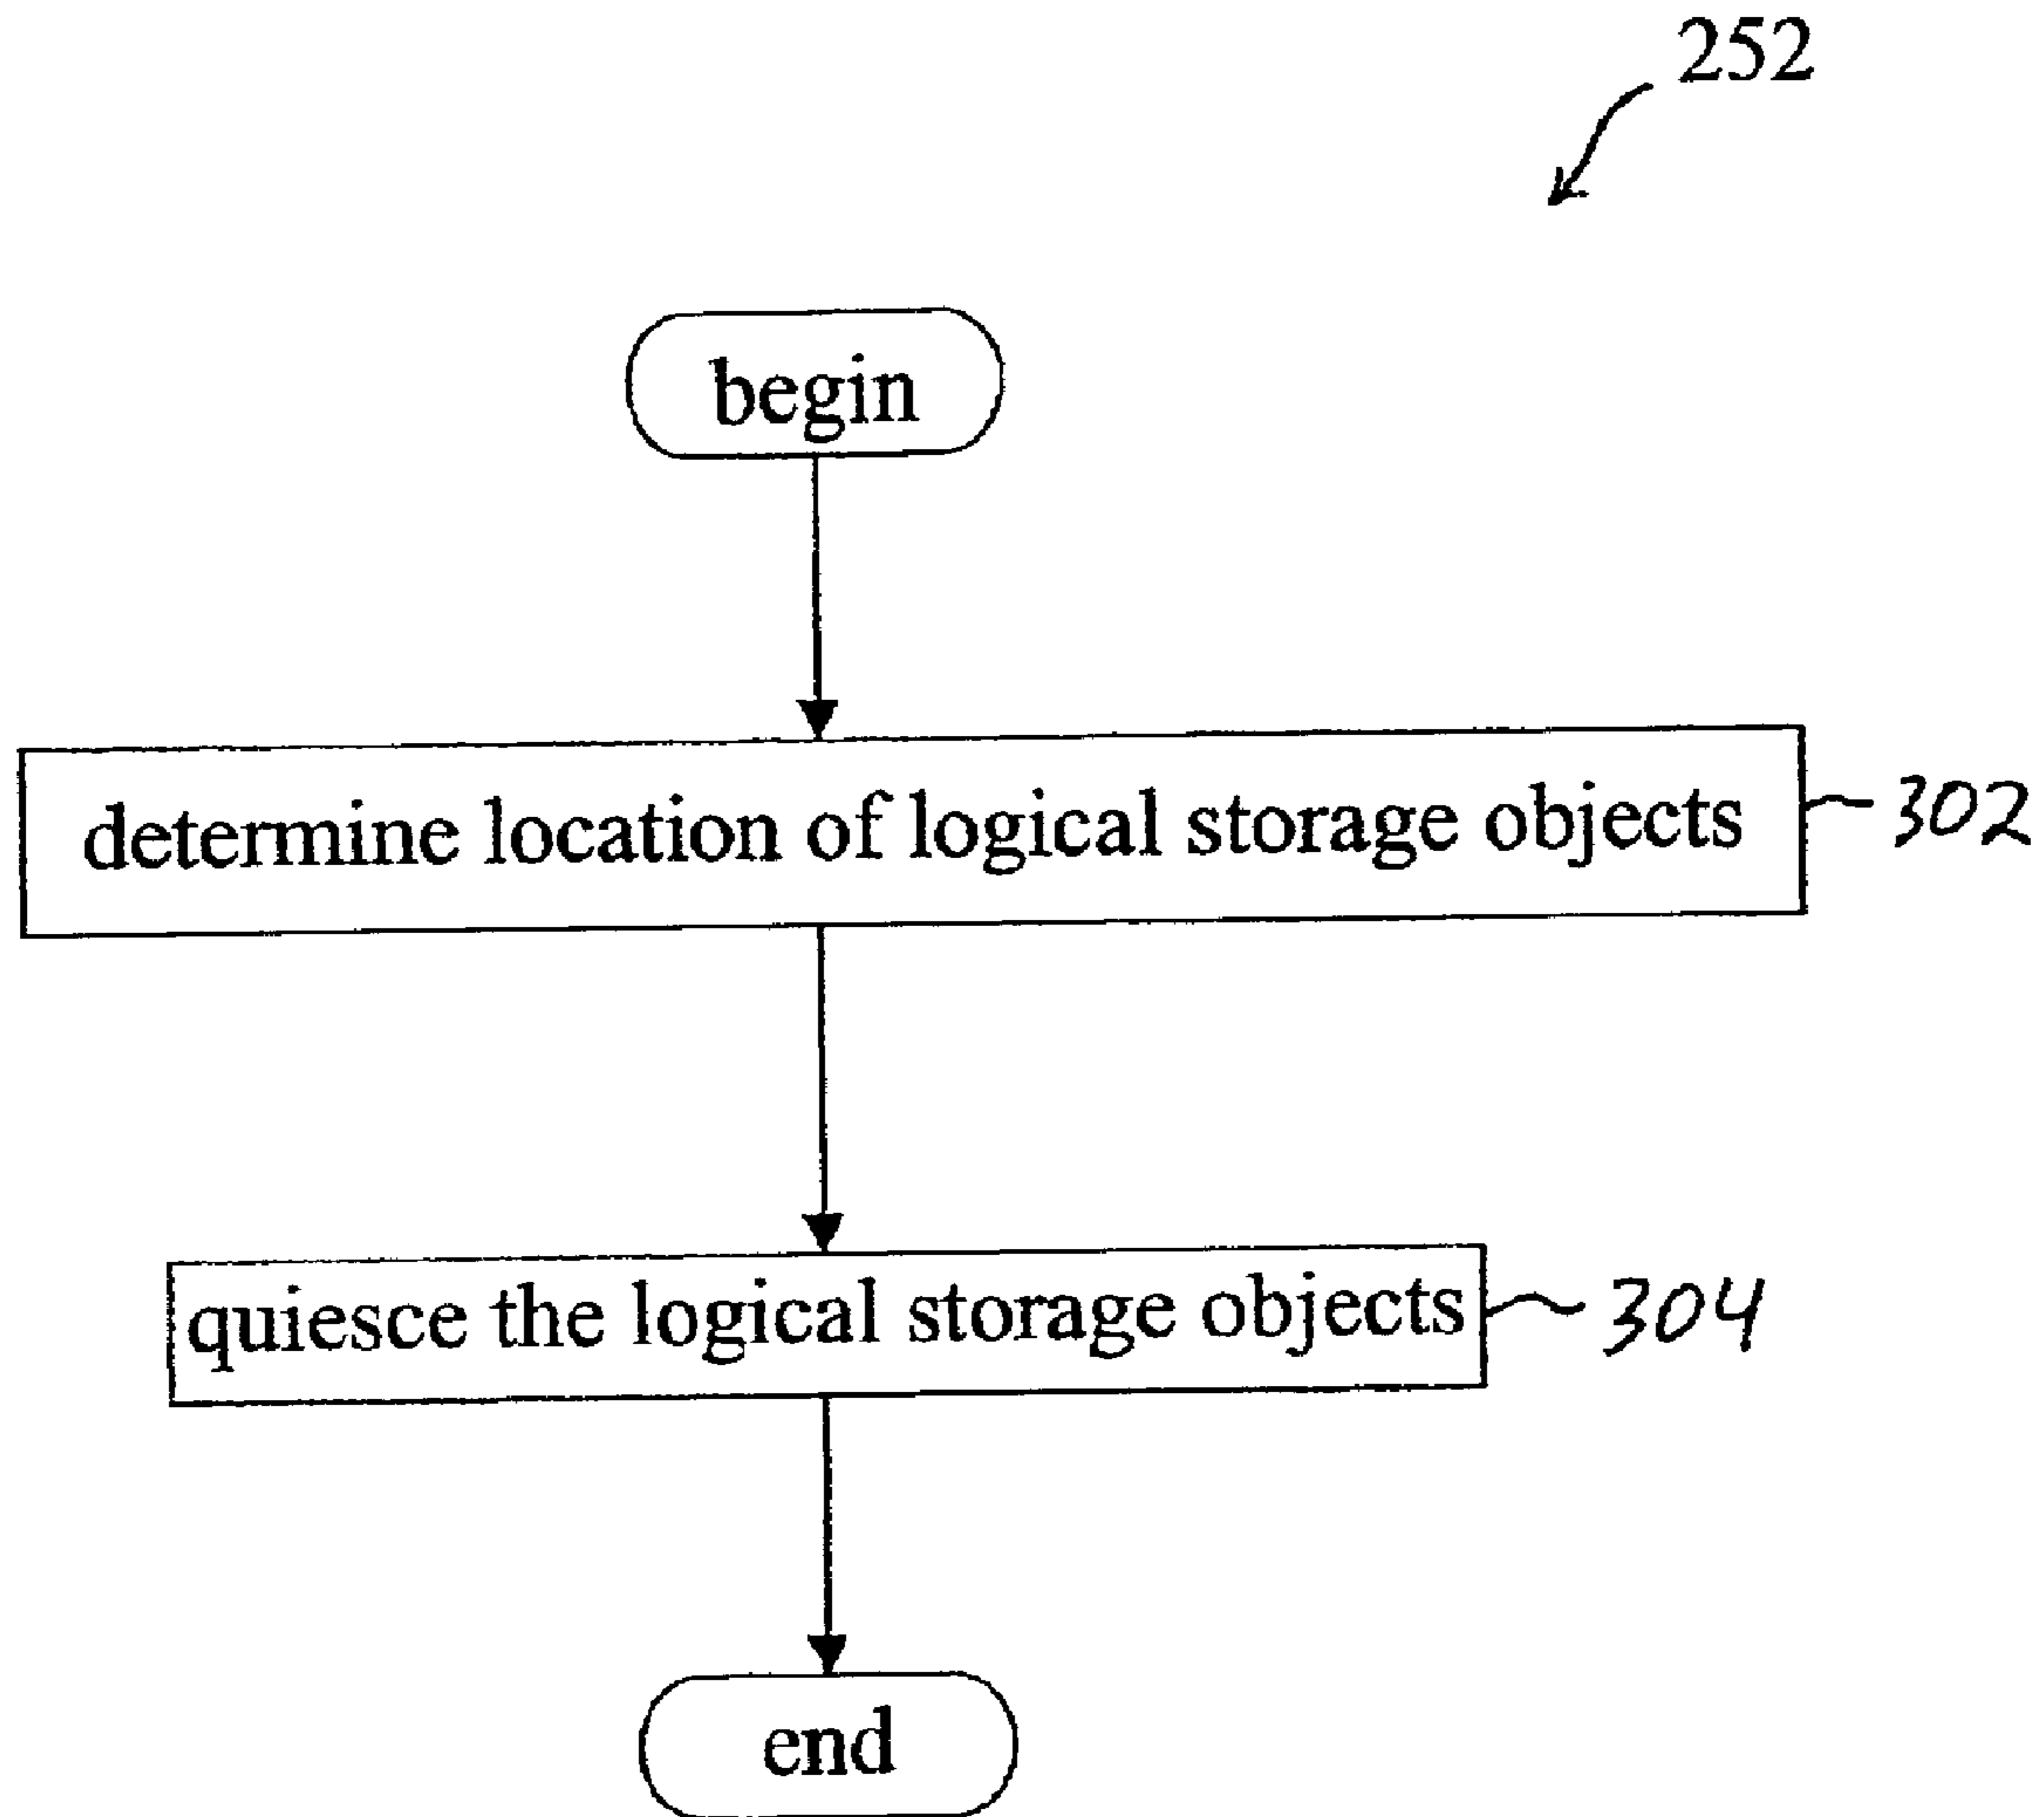 252
begin
determine location of logical storage objects
302
quiesce the logical storage objects
304
end